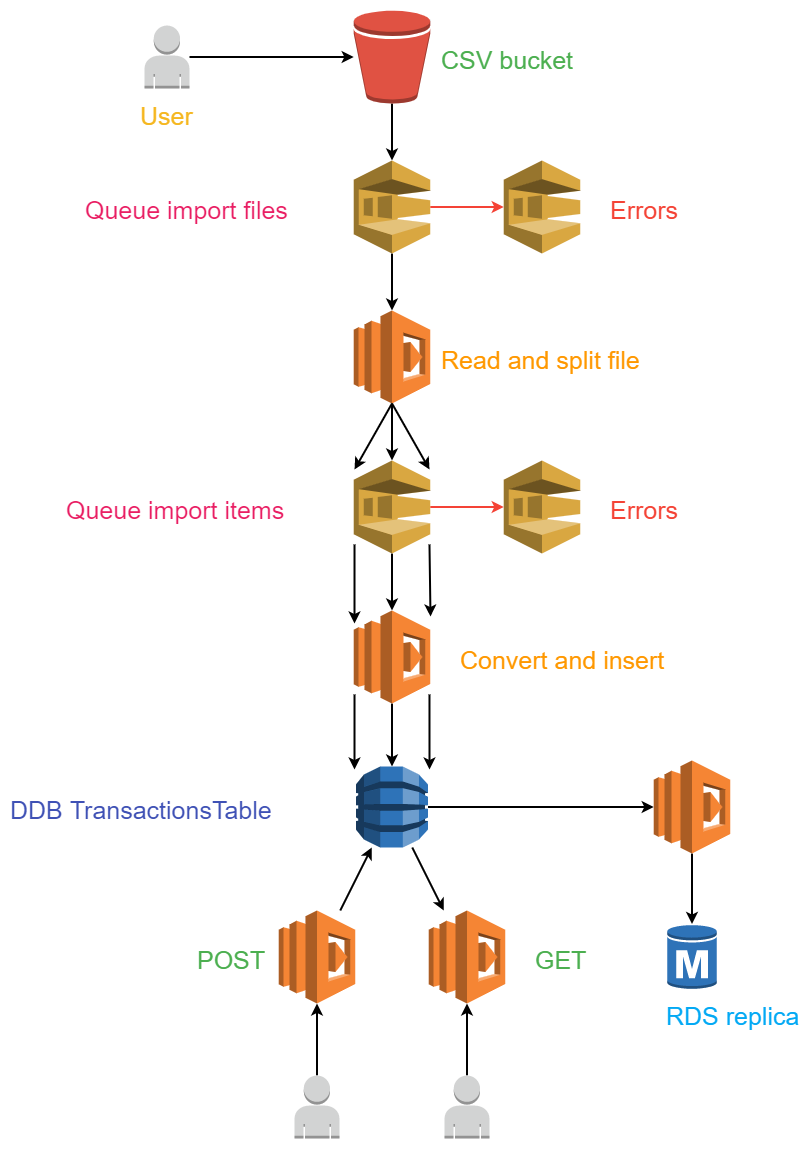 CSV bucket
User
Queue import files
Errors
Read and split file
Queue import items
Errors
Convert and insert
DDB TransactionsTable
POST
GET
M
RDS replica